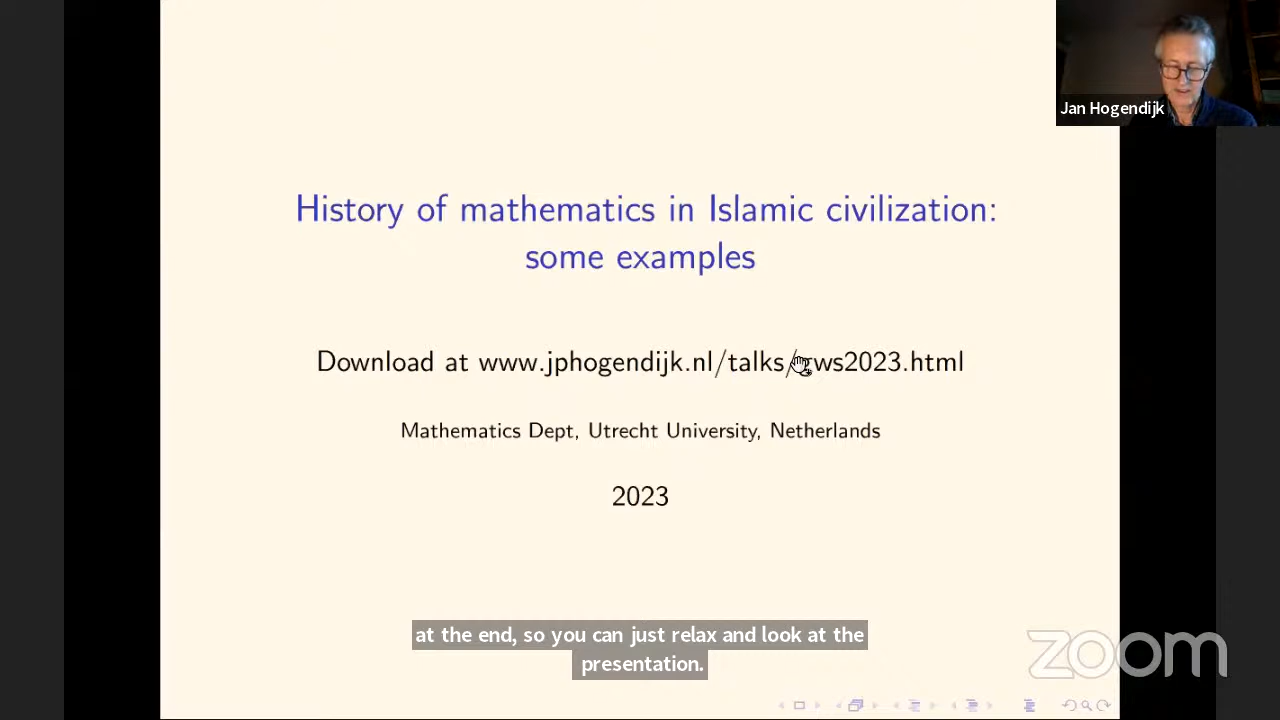 Jan Hogendijk
History of mathematics in Islamic civilization:
some examples
Download at www.jphogendijk.nl/talks/gws2023.html
Mathematics Dept, Utrecht University, Netherlands
2023
at the end, so you can just relax and look at the
presentation.
zoom